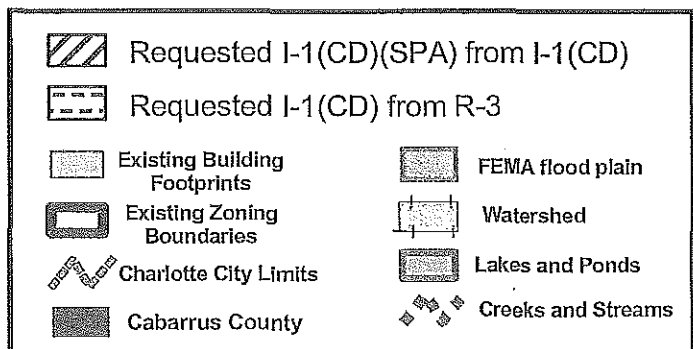 Requested I-1(CD)(SPA) from I-1(CD)
Requested I-1(CD) from R-3
Existing Building
Footprints
Existing Zoning
Boundaries
Charlotte City Limits
Cabarrus County
FEMA flood plain
Watershed
Lakes and Ponds
Creeks and Streams